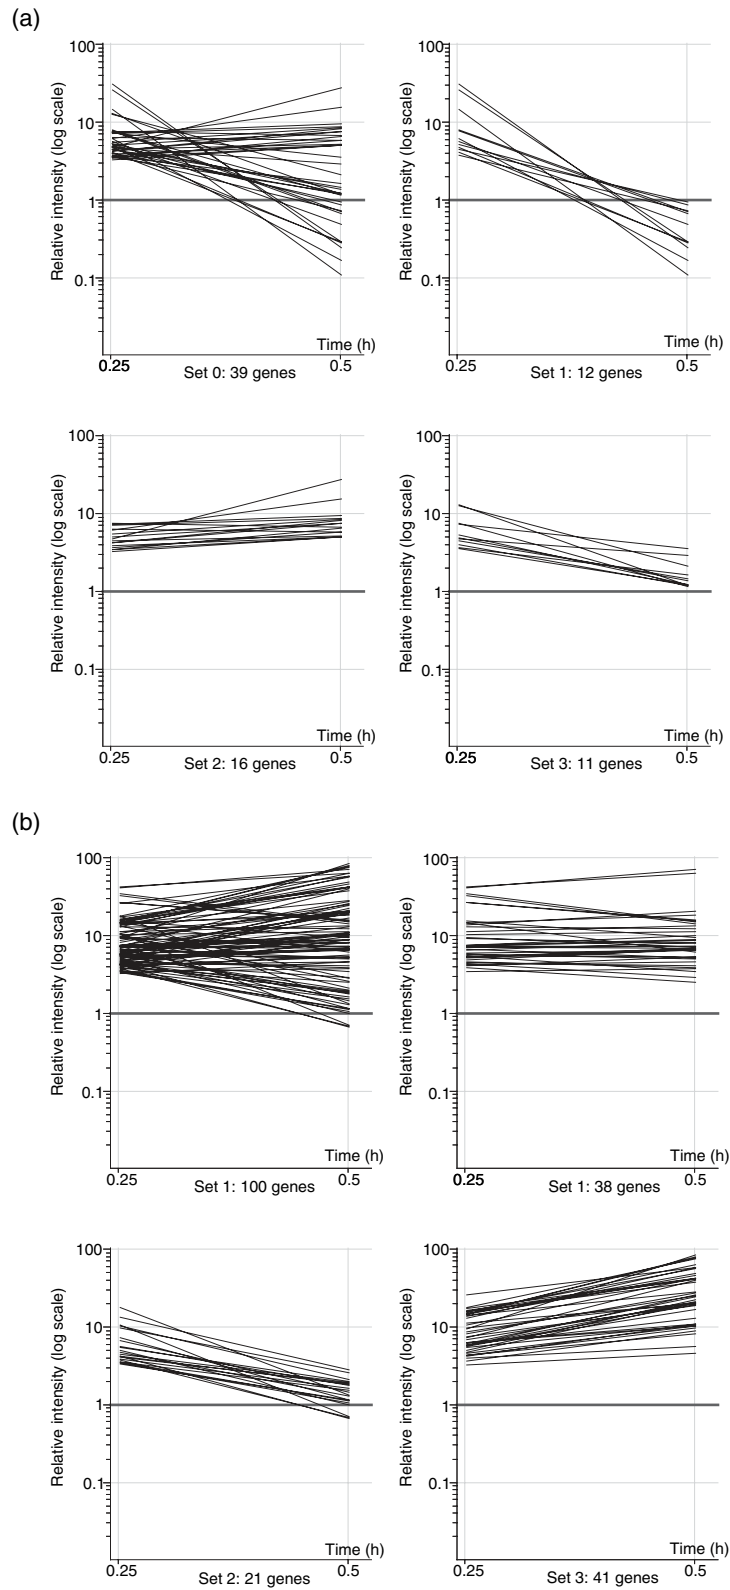 (a)
Relative intensity (log scale)
100
10
1
0.1
Time (h)
0.25
0.5
Set 0: 39 genes
Relative intensity (log scale)
100
10
1
0.1
Time (h)
0.25
0.5
Set 1: 12 genes
Relative intensity (log scale)
100
10
1
0.1
Time (h)
0.25
0.5
Set 2: 16 genes
Relative intensity (log scale)
100
10
1
0.1
Time (h)
0.25
0.5
Set 3: 11 genes
(b)
Relative intensity (log scale)
100
10
1
0.1
Time (h)
0.25
0.5
Set 1: 100 genes
Relative intensity (log scale)
100
10
1
0.1
Time (h)
0.25
0.5
Set 1: 38 genes
Relative intensity (log scale)
100
10
1
0.1
Time (h)
0.25
0.5
Set 2: 21 genes
Relative intensity (log scale)
100
10
1
0.1
Time (h)
0.25
0.5
Set 3: 41 genes